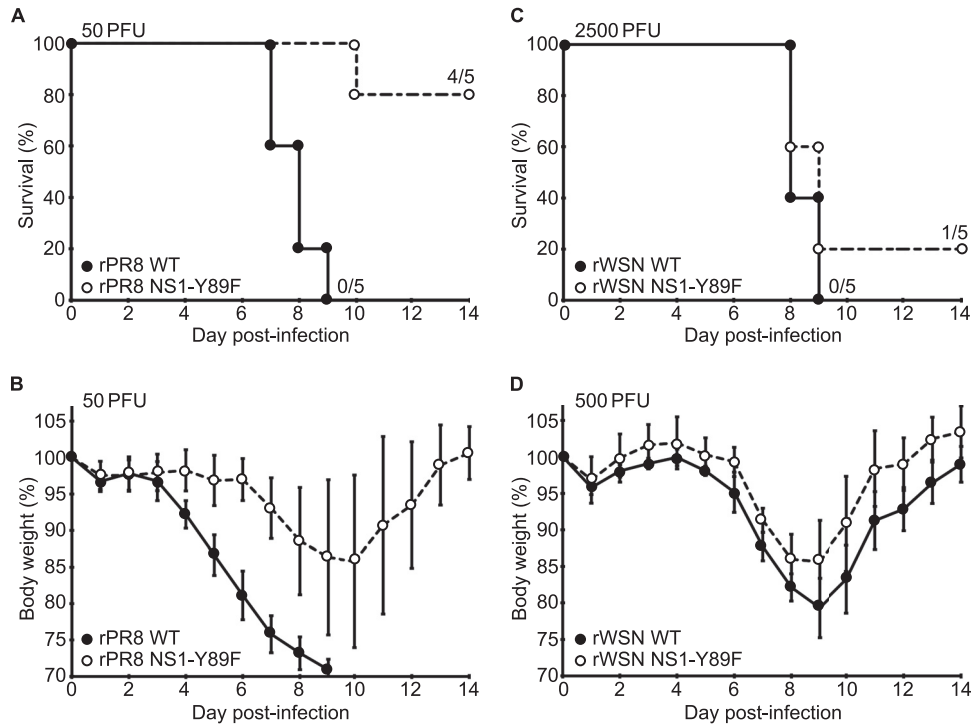 A
50 PFU
100
80
60
40
20
0
Survival (%)
4/5
0/5
rPR8 WT
rPR8 NS1-Y89F
0 2 4 6 8 10 12 14
Day post-infection
C
2500 PFU
100
80
60
40
20
0
Survival (%)
1/5
0/5
rWSN WT
rWSN NS1-Y89F
0 2 4 6 8 10 12 14
Day post-infection
B
50 PFU
105
100
95
90
85
80
75
70
Body weight (%)
rPR8 WT
rPR8 NS1-Y89F
0 2 4 6 8 10 12 14
Day post-infection
D
500 PFU
105
100
95
90
85
80
75
70
Body weight (%)
rWSN WT
rWSN NS1-Y89F
0 2 4 6 8 10 12 14
Day post-infection